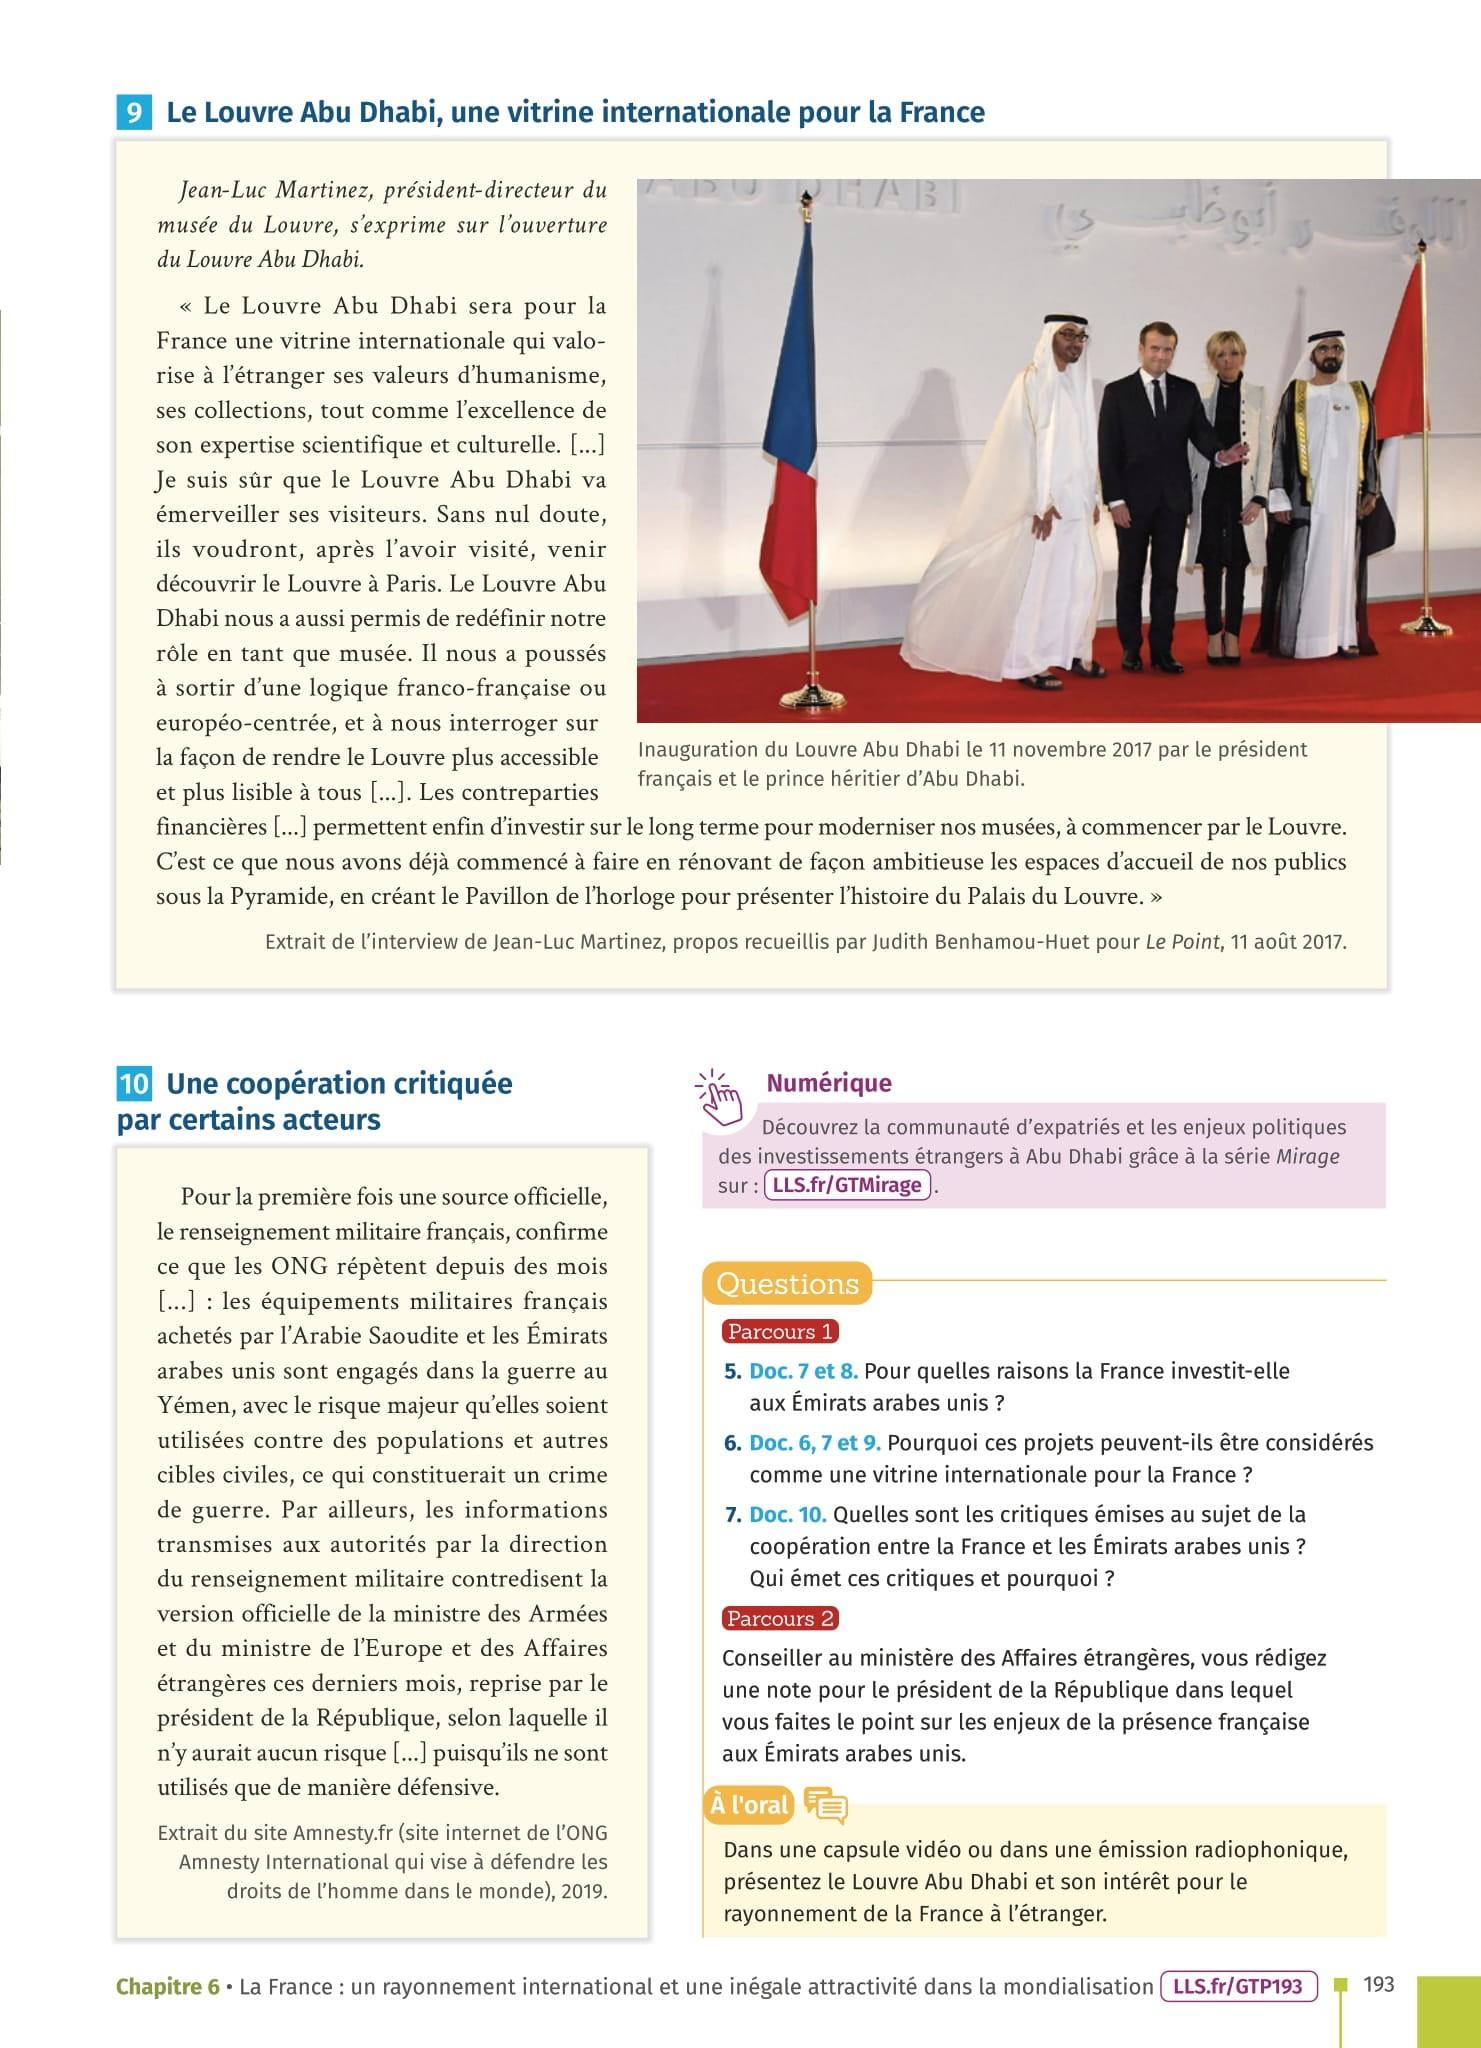 9 Le Louvre Abu Dhabi, une vitrine internationale pour la France
Jean-Luc Martinez, président-directeur du
musée du Louvre, s'exprime sur l'ouverture
du Louvre Abu Dhabi.
« Le Louvre Abu Dhabi sera pour la
France une vitrine internationale qui valo-
rise à l'étranger ses valeurs d'humanisme,
ses collections, tout comme l'excellence de
son expertise scientifique et culturelle. [...]
Je suis sûr que le Louvre Abu Dhabi va
émerveiller ses visiteurs. Sans nul doute,
ils voudront, après l'avoir visité, venir
découvrir le Louvre à Paris. Le Louvre Abu
Dhabi nous a aussi permis de redéfinir notre
rôle en tant que musée. Il nous a poussés
à sortir d'une logique franco-française ou
européo-centrée, et à nous interroger sur
la façon de rendre le Louvre plus accessible
et plus lisible à tous [...]. Les contreparties
financières [...] permettent enfin d'investir sur le long terme pour moderniser nos musées, à commencer par le Louvre.
C'est ce que nous avons déjà commencé à faire en rénovant de façon ambitieuse les espaces d'accueil de nos publics
sous la Pyramide, en créant le Pavillon de l'horloge pour présenter l'histoire du Palais du Louvre. »
Extrait de l'interview de Jean-Luc Martinez, propos recueillis par Judith Benhamou-Huet pour Le Point, 11 août 2017.
ABU DHABI
اللوفر أبوظبي
Inauguration du Louvre Abu Dhabi le 11 novembre 2017 par le président
français et le prince héritier d'Abu Dhabi.
10 Une coopération critiquée
par certains acteurs
Pour la première fois une source officielle,
le renseignement militaire français, confirme
ce que les ONG répètent depuis des mois
[...] : les équipements militaires français
achetés par l'Arabie Saoudite et les Émirats
arabes unis sont engagés dans la guerre au
Yémen, avec le risque majeur qu'elles soient
utilisées contre des populations et autres
cibles civiles, ce qui constituerait un crime
de guerre. Par ailleurs, les informations
transmises aux autorités par la direction
du renseignement militaire contredisent la
version officielle de la ministre des Armées
et du ministre de l'Europe et des Affaires
étrangères ces derniers mois, reprise par le
président de la République, selon laquelle il
n'y aurait aucun risque [...] puisqu'ils ne sont
utilisés que de manière défensive.
Extrait du site Amnesty.fr (site internet de l'ONG
Amnesty International qui vise à défendre les
droits de l'homme dans le monde), 2019.
Numérique
Découvrez la communauté d'expatriés et les enjeux politiques
des investissements étrangers à Abu Dhabi grâce à la série Mirage
sur : LLS.fr/GTMirage .
Questions
Parcours 1
5. Doc. 7 et 8. Pour quelles raisons la France investit-elle
aux Émirats arabes unis ?
6. Doc. 6, 7 et 9. Pourquoi ces projets peuvent-ils être considérés
comme une vitrine internationale pour la France ?
7. Doc. 10. Quelles sont les critiques émises au sujet de la
coopération entre la France et les Émirats arabes unis ?
Qui émet ces critiques et pourquoi ?
Parcours 2
Conseiller au ministère des Affaires étrangères, vous rédigez
une note pour le président de la République dans lequel
vous faites le point sur les enjeux de la présence française
aux Émirats arabes unis.
À l'oral
Dans une capsule vidéo ou dans une émission radiophonique,
présentez le Louvre Abu Dhabi et son intérêt pour le
rayonnement de la France à l'étranger.
Chapitre 6 • La France : un rayonnement international et une inégale attractivité dans la mondialisation LLS.fr/GTP193 193